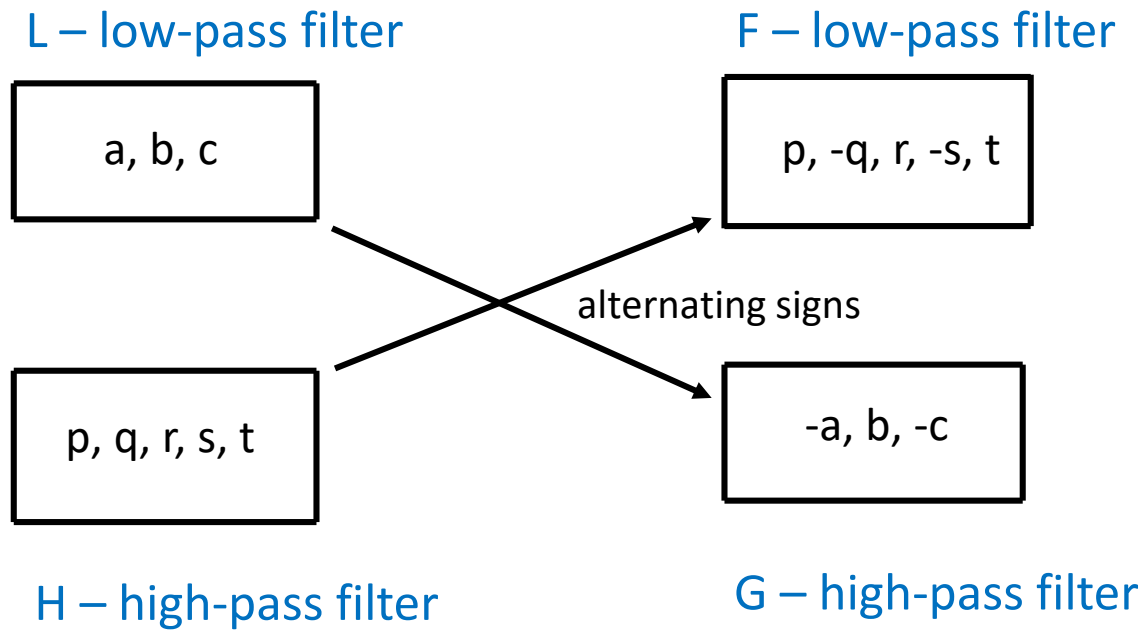 L – low-pass filter
F – low-pass filter
a, b, c
p, -q, r, -s, t
alternating signs
p, q, r, s, t
-a, b, -c
H – high-pass filter
G – high-pass filter